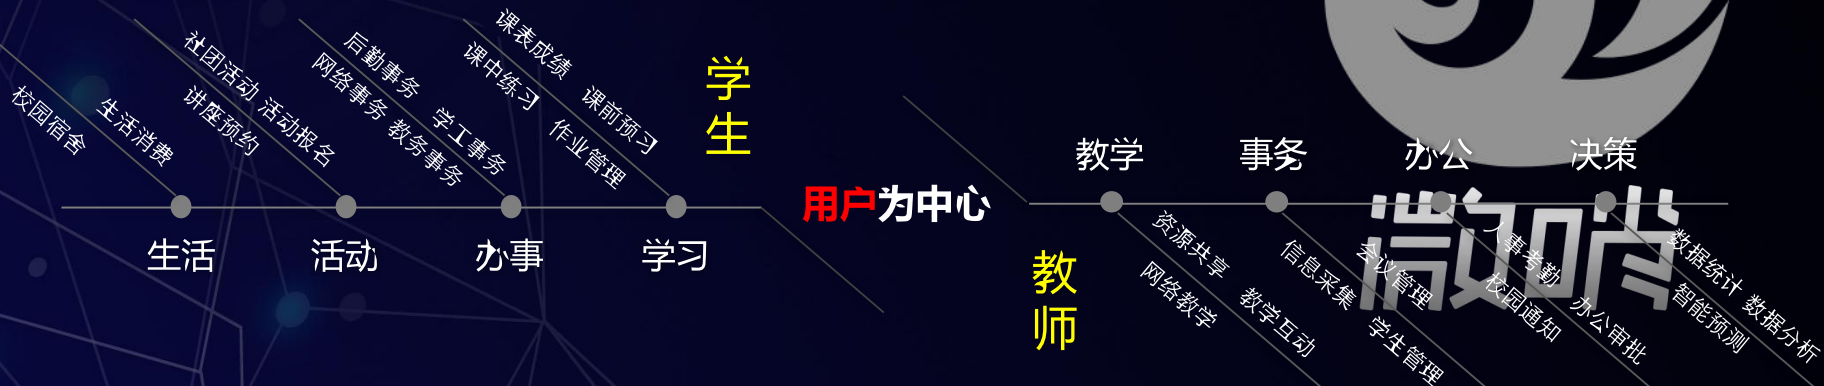 校园宿舍
生活消费
生活
社团活动
讲座预约
活动报名
活动
后勤事务
网络事务
学工事务
教务事务
办事
课表成绩
课中练习
课前预习
作业管理
学习
学生
用户为中心
教师
教学
资源共享
网络教学
教学互动
事务
信息采集
会议管理
学生管理
办公
人事考勤
校园通知
办公审批
决策
数据统计
智能预测
数据分析